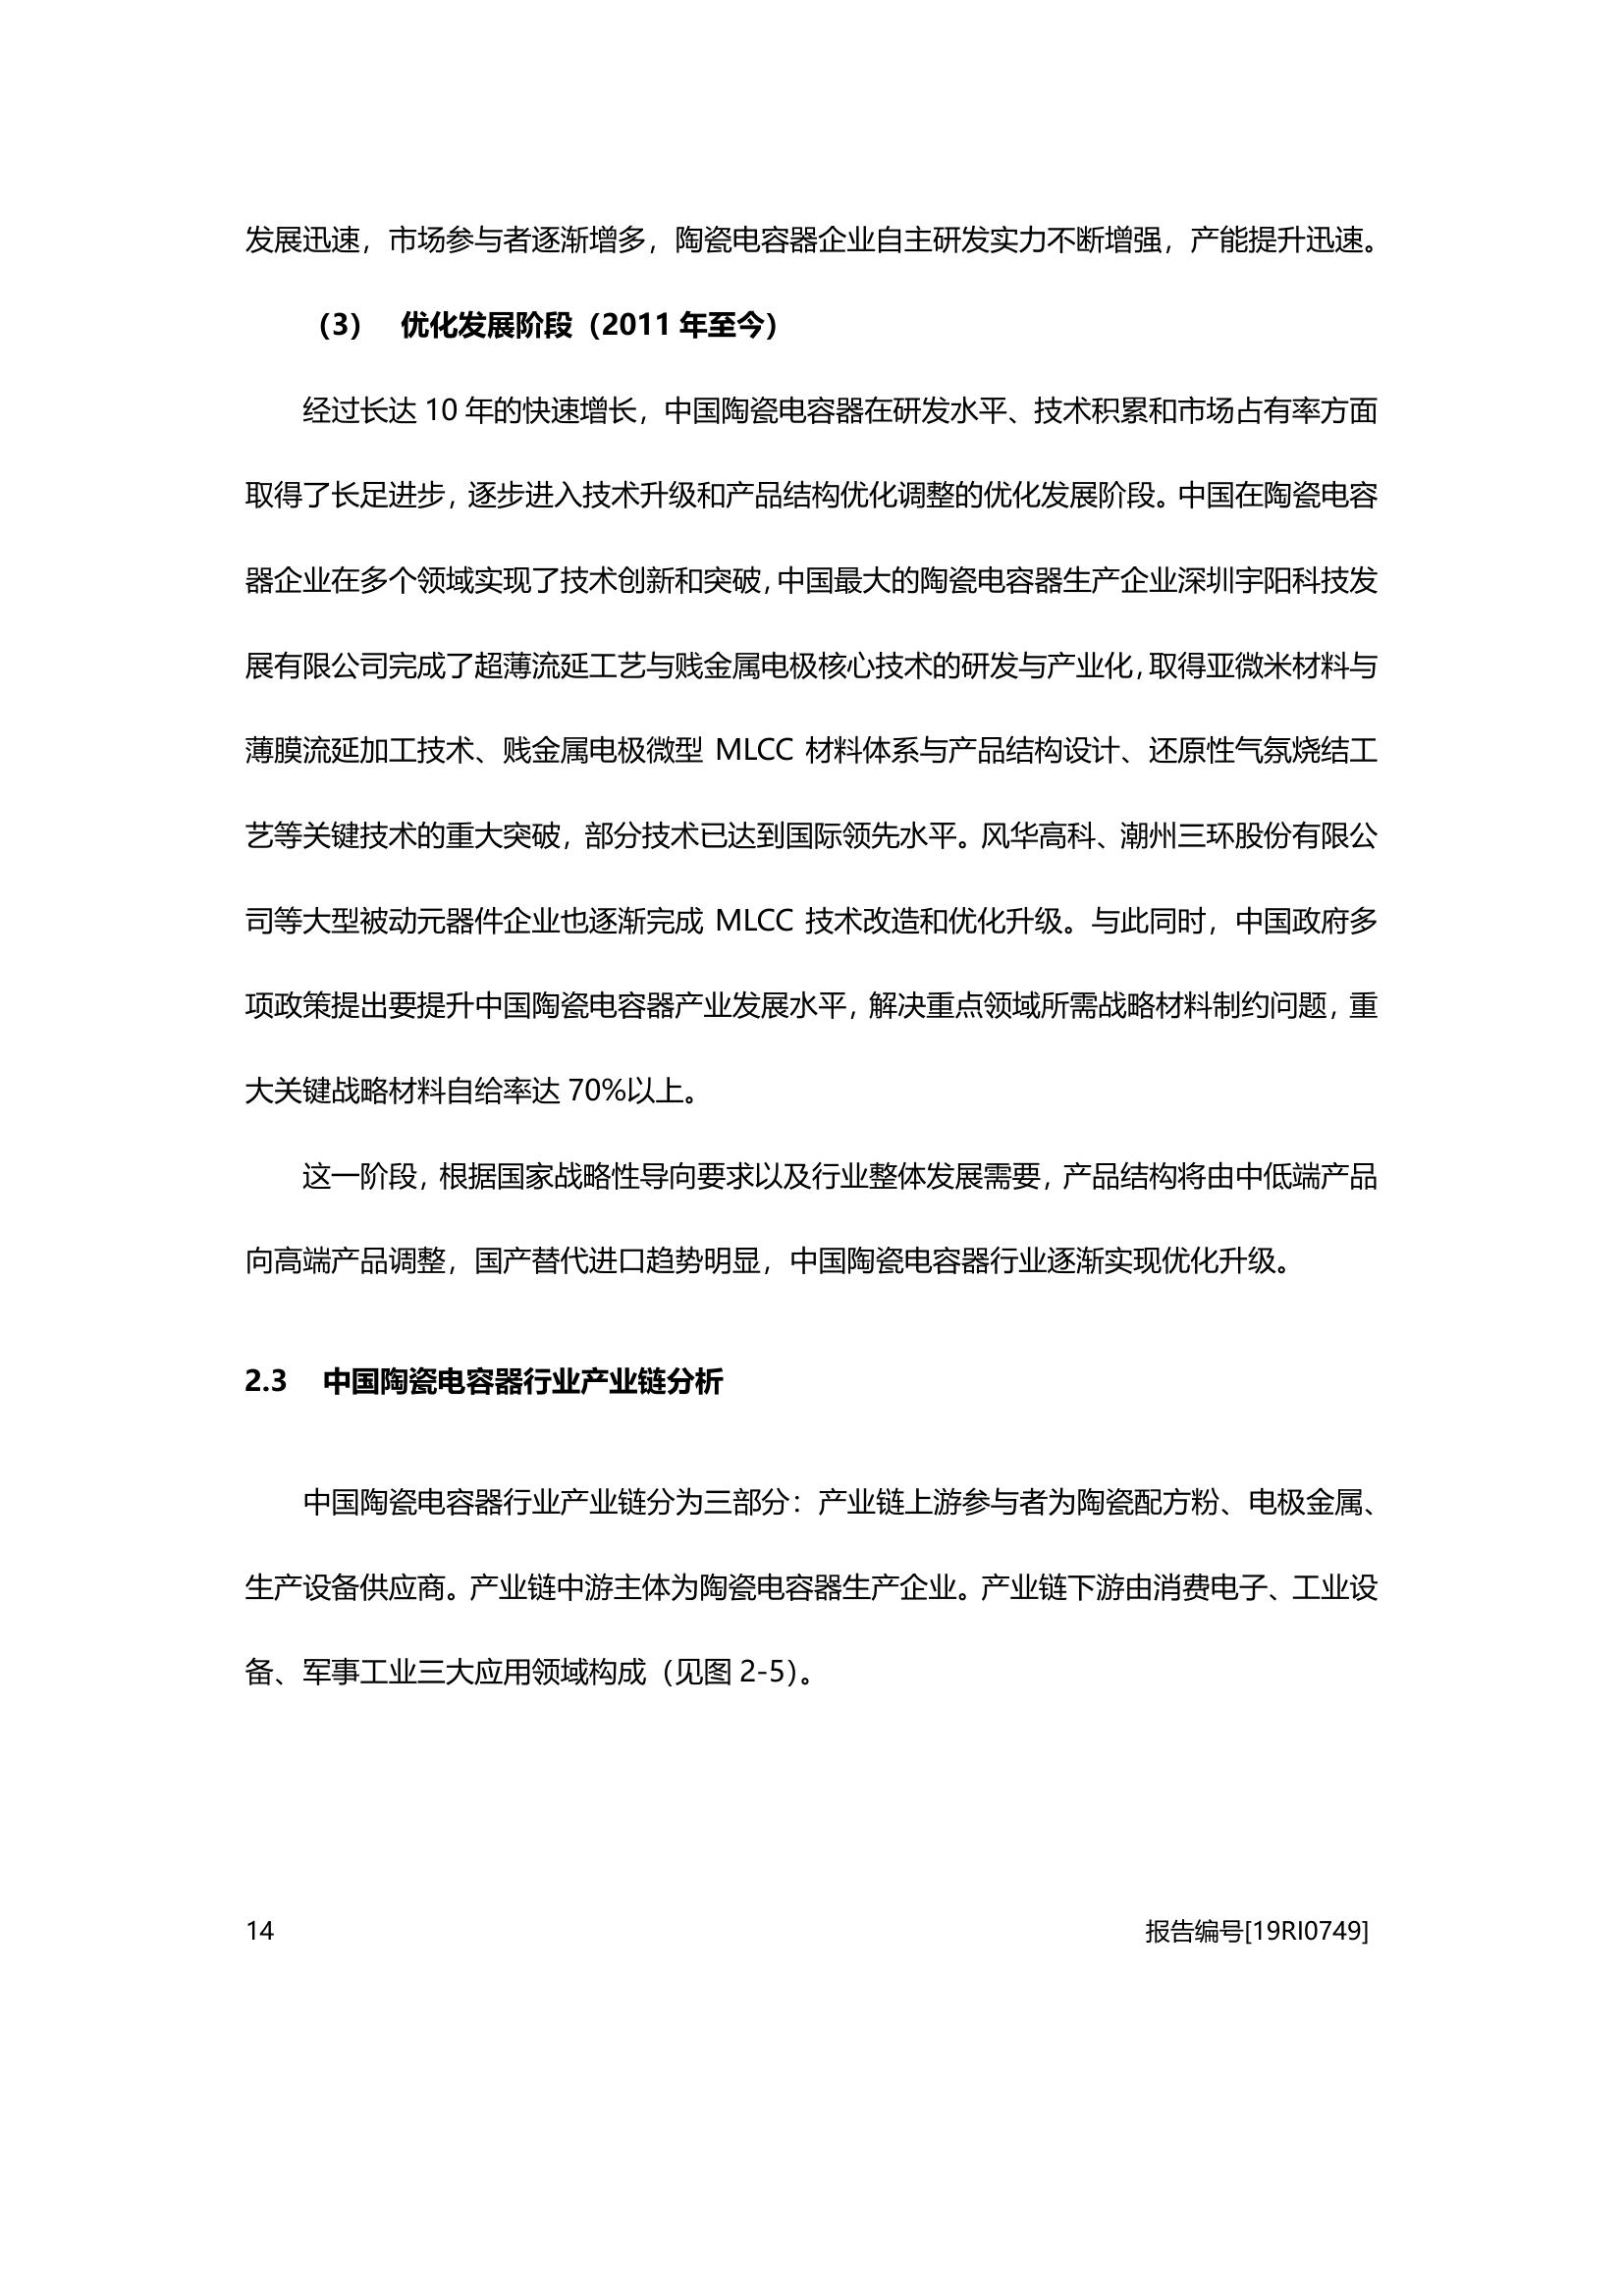 发展迅速，市场参与者逐渐增多，陶瓷电容器企业自主研发实力不断增强，产能提升迅速。
（3） 优化发展阶段（2011 年至今）
经过长达 10 年的快速增长，中国陶瓷电容器在研发水平、技术积累和市场占有率方面
取得了长足进步，逐步进入技术升级和产品结构优化调整的优化发展阶段。中国在陶瓷电容
器企业在多个领域实现了技术创新和突破，中国最大的陶瓷电容器生产企业深圳宇阳科技发
展有限公司完成了超薄流延工艺与贱金属电极核心技术的研发与产业化，取得亚微米材料与
薄膜流延加工技术、贱金属电极微型 MLCC 材料体系与产品结构设计、还原性气氛烧结工
艺等关键技术的重大突破，部分技术已达到国际领先水平。风华高科、潮州三环股份有限公
司等大型被动元器件企业也逐渐完成 MLCC 技术改造和优化升级。与此同时，中国政府多
项政策提出要提升中国陶瓷电容器产业发展水平，解决重点领域所需战略材料制约问题，重
大关键战略材料自给率达 70%以上。
这一阶段，根据国家战略性导向要求以及行业整体发展需要，产品结构将由中低端产品
向高端产品调整，国产替代进口趋势明显，中国陶瓷电容器行业逐渐实现优化升级。
2.3 中国陶瓷电容器行业产业链分析
中国陶瓷电容器行业产业链分为三部分：产业链上游参与者为陶瓷配方粉、电极金属、
生产设备供应商。产业链中游主体为陶瓷电容器生产企业。产业链下游由消费电子、工业设
备、军事工业三大应用领域构成（见图 2-5）。
14 报告编号[19RI0749]